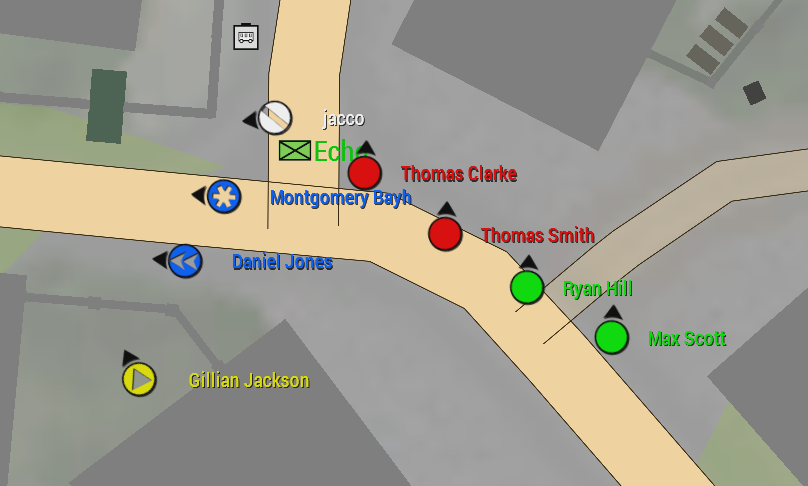 jacco
Echo
Thomas Clarke
Montgomery Bayh
Thomas Smith
Daniel Jones
Ryan Hill
Max Scott
Gillian Jackson